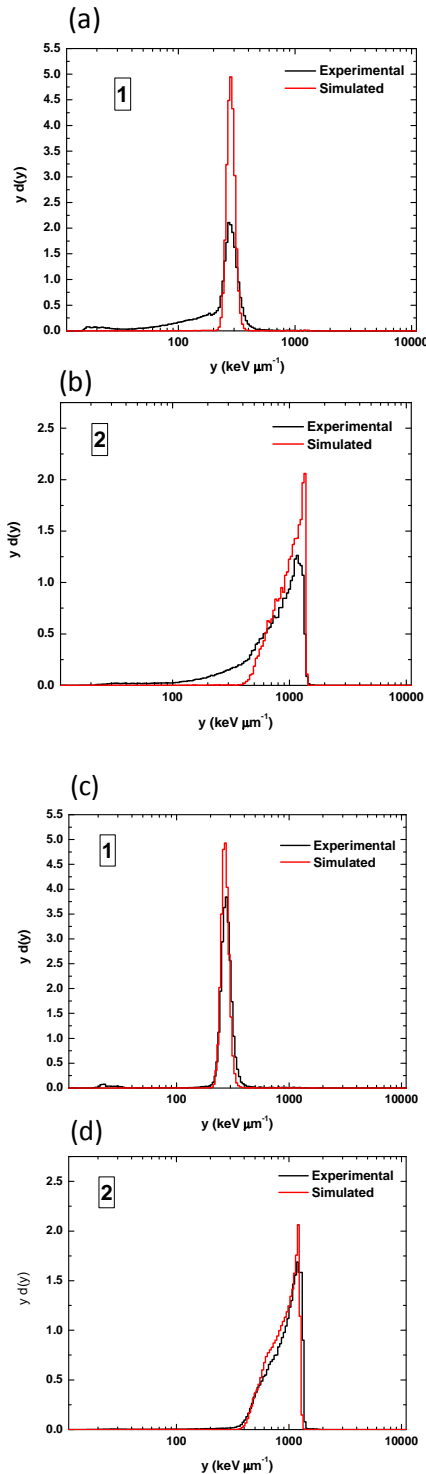 (a)
5.5
5.0
4.5
4.0
3.5
3.0
2.5
2.0
1.5
1.0
0.5
0.0
y d(y)
1
Experimental
Simulated
100 1000 10000
y (keV μm⁻¹)
(b)
2.5
2.0
1.5
1.0
0.5
0.0
y d(y)
2
Experimental
Simulated
100 1000 10000
y (keV μm⁻¹)
(c)
5.5
5.0
4.5
4.0
3.5
3.0
2.5
2.0
1.5
1.0
0.5
0.0
y d(y)
1
Experimental
Simulated
100 1000 10000
y (keV μm⁻¹)
(d)
2.5
2.0
1.5
1.0
0.5
0.0
y d(y)
2
Experimental
Simulated
100 1000 10000
y (keV μm⁻¹)